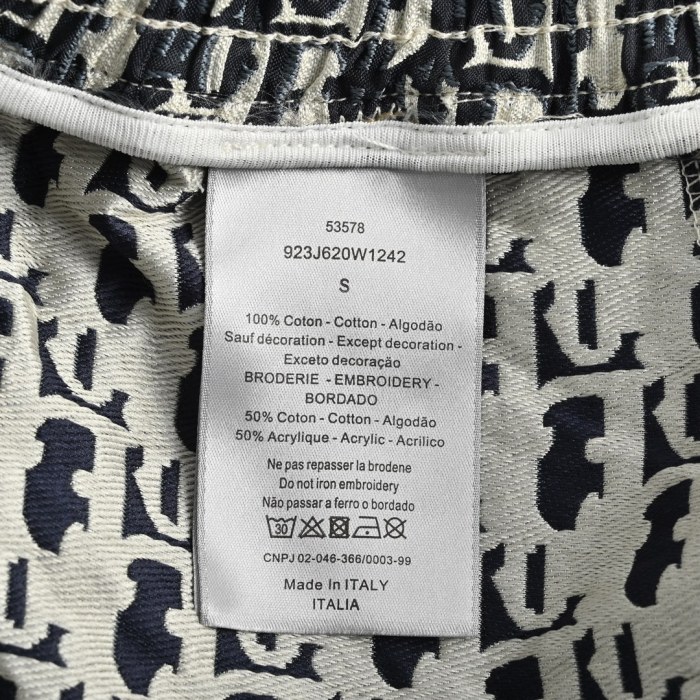 53578
923J620W1242
S
100% Coton - Cotton - Algodão
Sauf décoration - Except decoration -
Exceto decoração
BRODERIE - EMBROIDERY -
BORDADO
50% Coton - Cotton - Algodão
50% Acrylique - Acrylic - Acrilico
Ne pas repasser la brodene
Do not iron embroidery
Não passar a ferro o bordado
30
CNPJ 02-046-366/0003-99
Made In ITALY
ITALIA